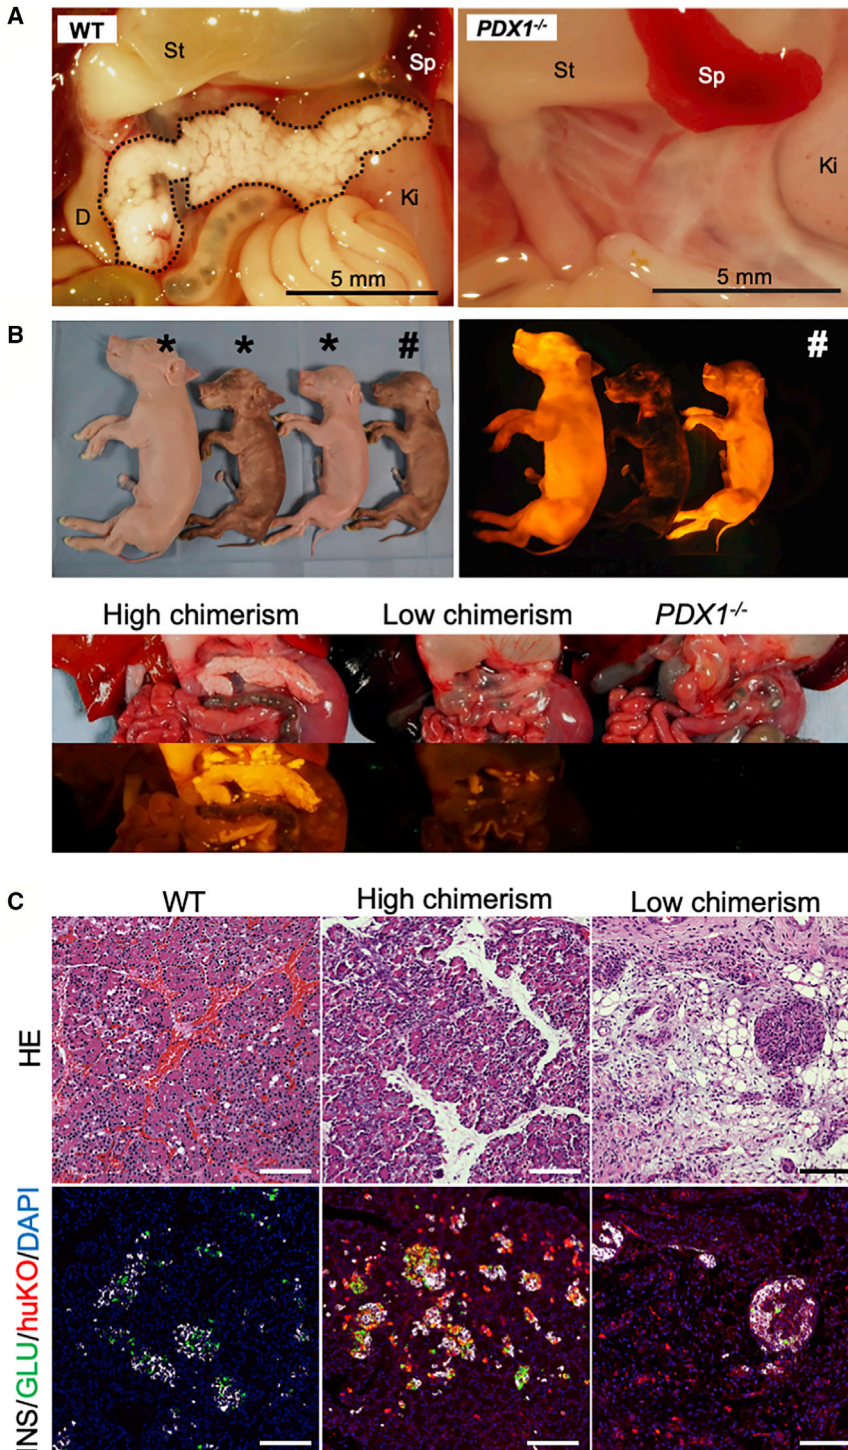 A
WT
St
Sp
D
Ki
5 mm
PDX1-/-
St
Sp
Ki
5 mm
B
* * * #
#
High chimerism Low chimerism PDX1-/-
C
WT High chimerism Low chimerism
HE
INS/GLU/huKO/DAPI